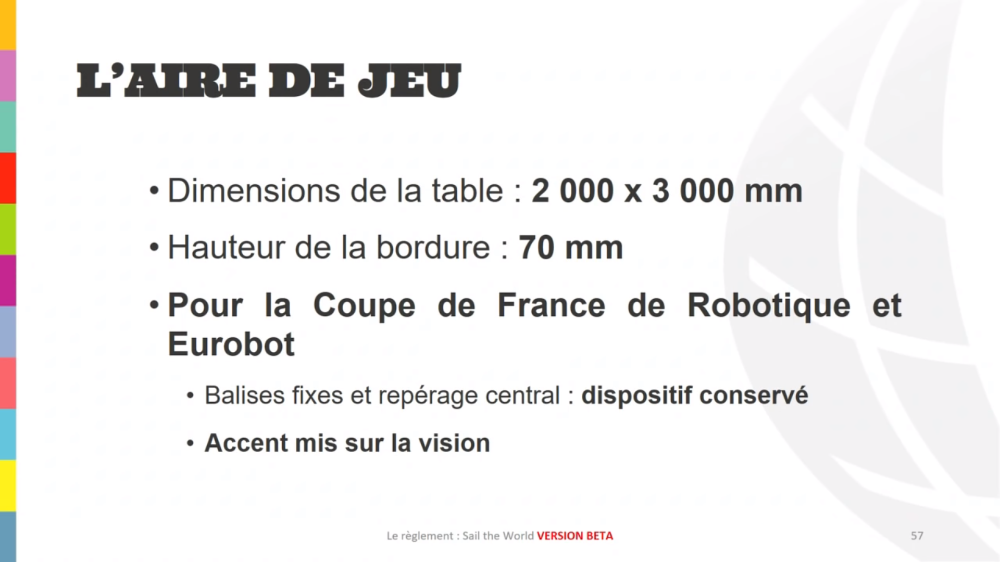 L’AIRE DE JEU
• Dimensions de la table : 2 000 x 3 000 mm
• Hauteur de la bordure : 70 mm
• Pour la Coupe de France de Robotique et
Eurobot
• Balises fixes et repérage central : dispositif conservé
• Accent mis sur la vision
Le règlement : Sail the World VERSION BETA
57